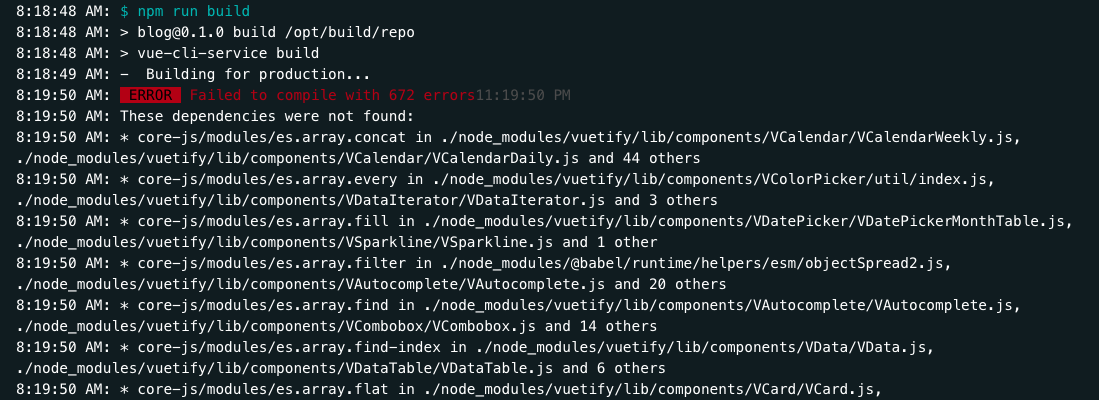 8:18:48 AM: $ npm run build
8:18:48 AM: > blog@0.1.0 build /opt/build/repo
8:18:48 AM: > vue-cli-service build
8:18:49 AM: -  Building for production...
8:19:50 AM:  ERROR  Failed to compile with 672 errors11:19:50 PM
8:19:50 AM: These dependencies were not found:
8:19:50 AM: * core-js/modules/es.array.concat in ./node_modules/vuetify/lib/components/VCalendar/VCalendarWeekly.js,
./node_modules/vuetify/lib/components/VCalendar/VCalendarDaily.js and 44 others
8:19:50 AM: * core-js/modules/es.array.every in ./node_modules/vuetify/lib/components/VColorPicker/util/index.js,
./node_modules/vuetify/lib/components/VDataIterator/VDataIterator.js and 3 others
8:19:50 AM: * core-js/modules/es.array.fill in ./node_modules/vuetify/lib/components/VDatePicker/VDatePickerMonthTable.js,
./node_modules/vuetify/lib/components/VSparkline/VSparkline.js and 1 other
8:19:50 AM: * core-js/modules/es.array.filter in ./node_modules/@babel/runtime/helpers/esm/objectSpread2.js,
./node_modules/vuetify/lib/components/VAutocomplete/VAutocomplete.js and 20 others
8:19:50 AM: * core-js/modules/es.array.find in ./node_modules/vuetify/lib/components/VAutocomplete/VAutocomplete.js,
./node_modules/vuetify/lib/components/VCombobox/VCombobox.js and 14 others
8:19:50 AM: * core-js/modules/es.array.find-index in ./node_modules/vuetify/lib/components/VData/VData.js,
./node_modules/vuetify/lib/components/VDataTable/VDataTable.js and 6 others
8:19:50 AM: * core-js/modules/es.array.flat in ./node_modules/vuetify/lib/components/VCard/VCard.js,